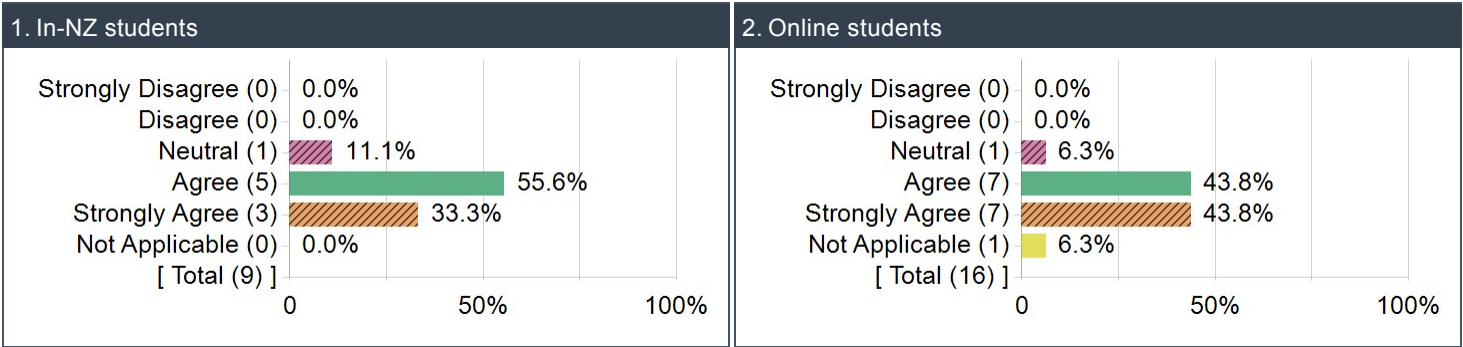 1. In-NZ students
Strongly Disagree (0) 0.0%
Disagree (0) 0.0%
Neutral (1) 11.1%
Agree (5) 55.6%
Strongly Agree (3) 33.3%
Not Applicable (0) 0.0%
[ Total (9) ]
0 50% 100%
2. Online students
Strongly Disagree (0) 0.0%
Disagree (0) 0.0%
Neutral (1) 6.3%
Agree (7) 43.8%
Strongly Agree (7) 43.8%
Not Applicable (1) 6.3%
[ Total (16) ]
0 50% 100%